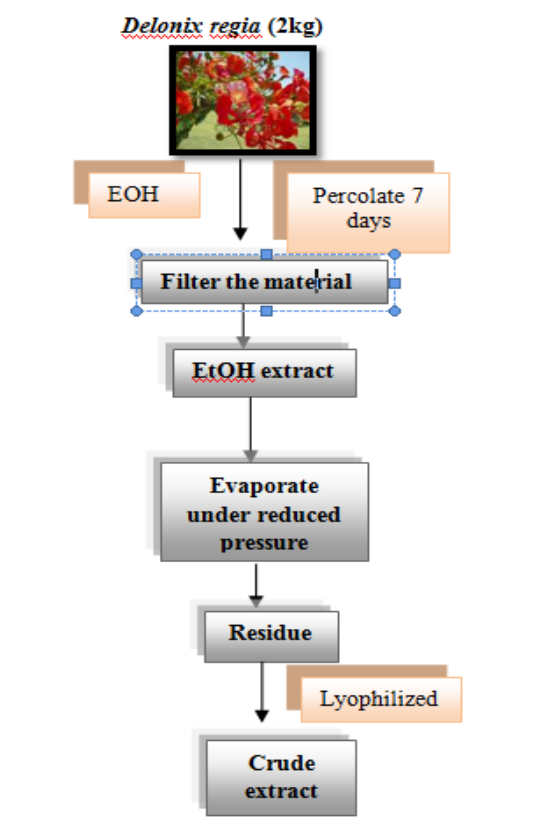 Delonix regia (2kg)
EOH
Percolate 7
days
Filter the material
EtOH extract
Evaporate
under reduced
pressure
Residue
Lyophilized
Crude
extract